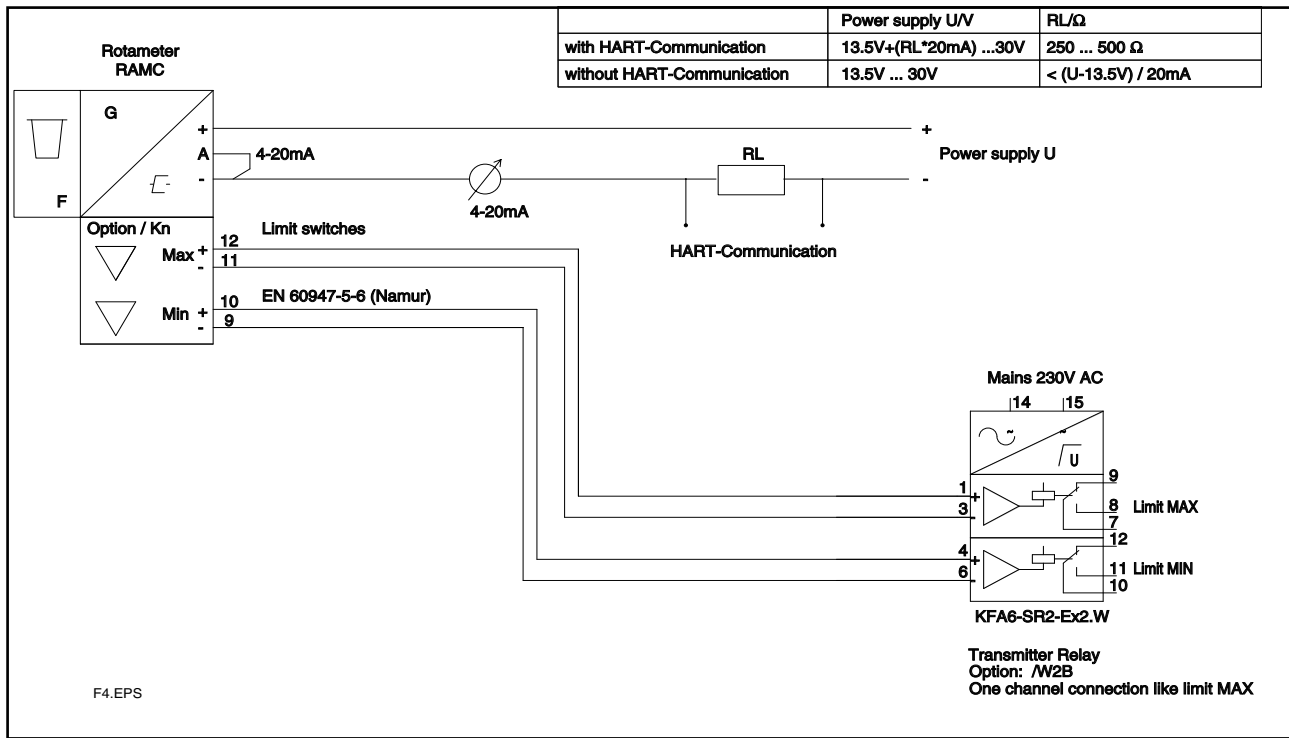 Power supply U/V RL/Ω
with HART-Communication 13.5V+(RL*20mA) ...30V 250 ... 500 Ω
without HART-Communication 13.5V ... 30V < (U-13.5V) / 20mA
Rotameter
RAMC
G
F
+
A 4-20mA
-
4-20mA
RL
+
Power supply U
-
HART-Communication
Option / Kn
Limit switches
Max + 12
- 11
Min + 10
- 9
EN 60947-5-6 (Namur)
Mains 230V AC
14 15
~ ~
U
1 + 9
3 - 8 Limit MAX
7
4 + 12
6 - 11 Limit MIN
10
KFA6-SR2-Ex2.W
Transmitter Relay
Option: /W2B
One channel connection like limit MAX
F4.EPS